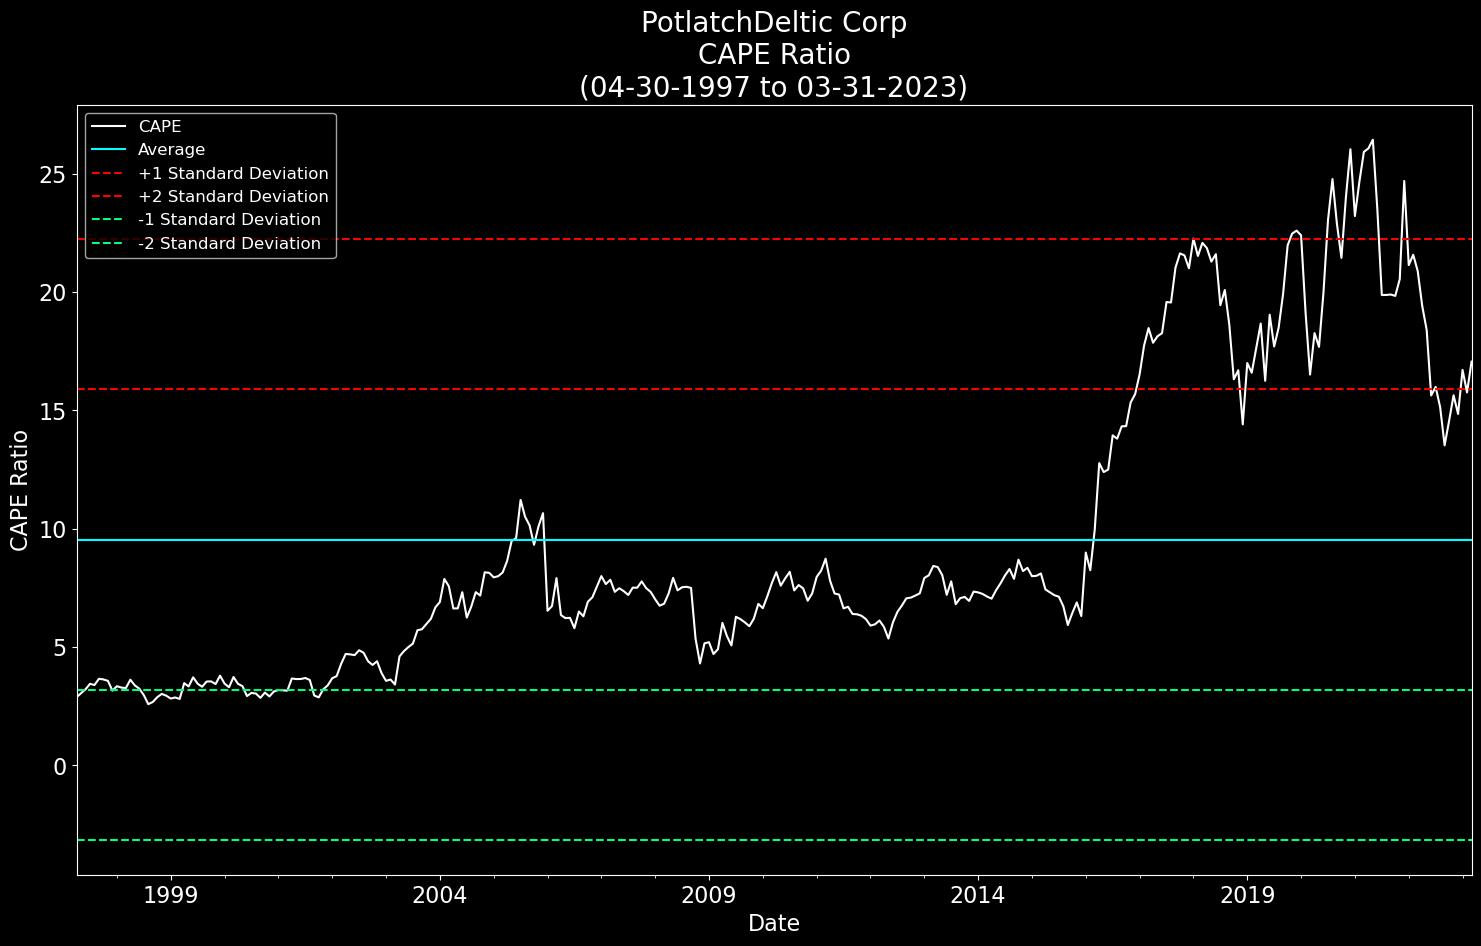 PotlatchDeltic Corp
CAPE Ratio
(04-30-1997 to 03-31-2023)
CAPE
Average
+1 Standard Deviation
+2 Standard Deviation
-1 Standard Deviation
-2 Standard Deviation
25
20
15
10
5
0
CAPE Ratio
1999
2004
2009
2014
2019
Date